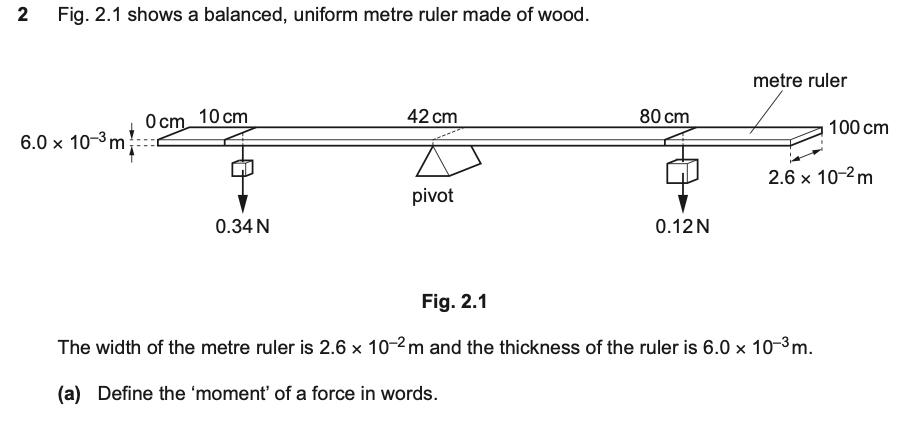 2 Fig. 2.1 shows a balanced, uniform metre ruler made of wood.
metre ruler
0 cm 10 cm 42 cm 80 cm 100 cm
6.0 × 10⁻³ m
2.6 × 10⁻² m
pivot
0.34 N 0.12 N
Fig. 2.1
The width of the metre ruler is 2.6 × 10⁻² m and the thickness of the ruler is 6.0 × 10⁻³ m.
(a) Define the ‘moment’ of a force in words.